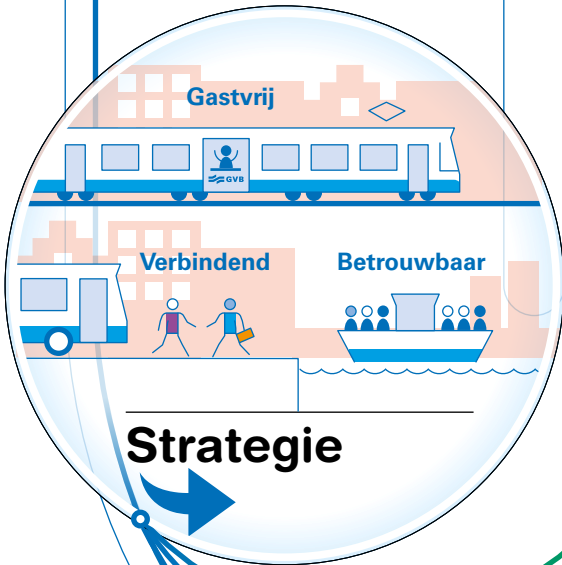 Gastvrij
GVB
Verbindend
Betrouwbaar
Strategie